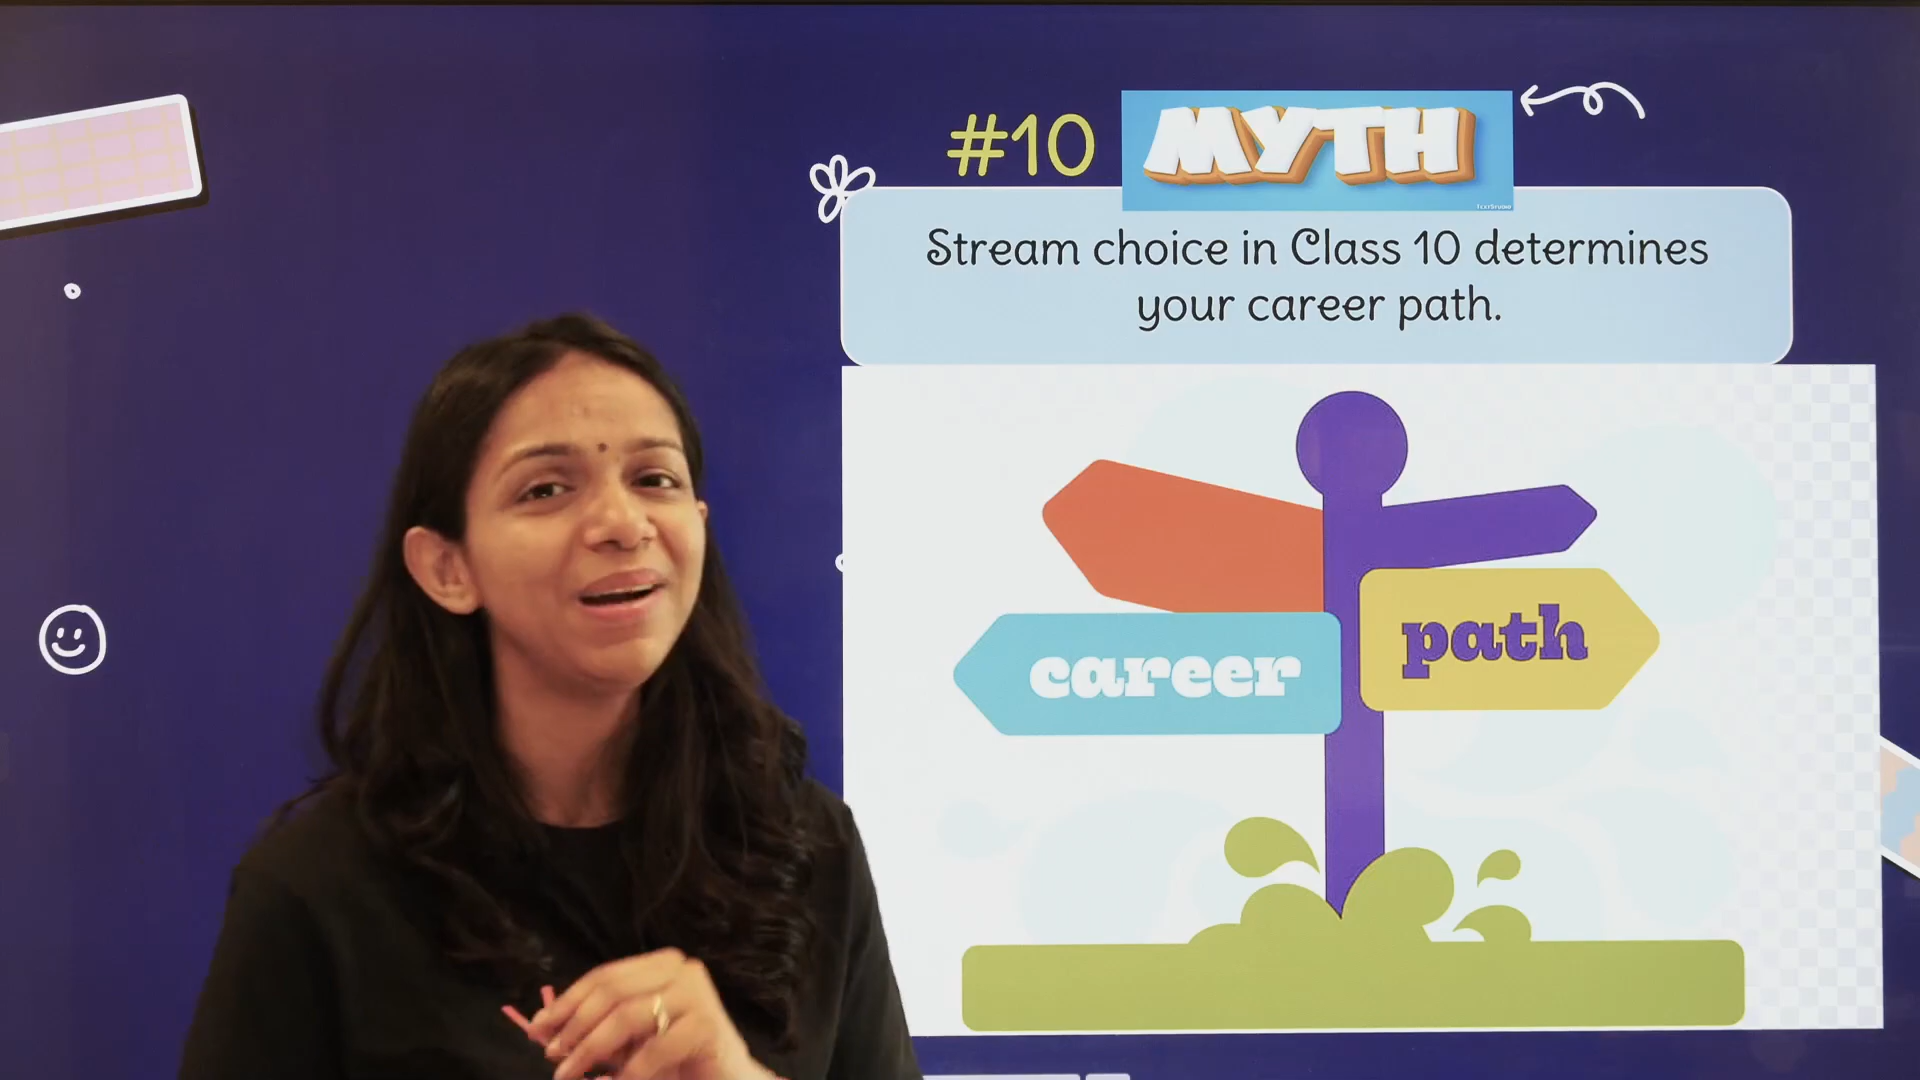 #10 MYTH
Stream choice in Class 10 determines
your career path.
career
path